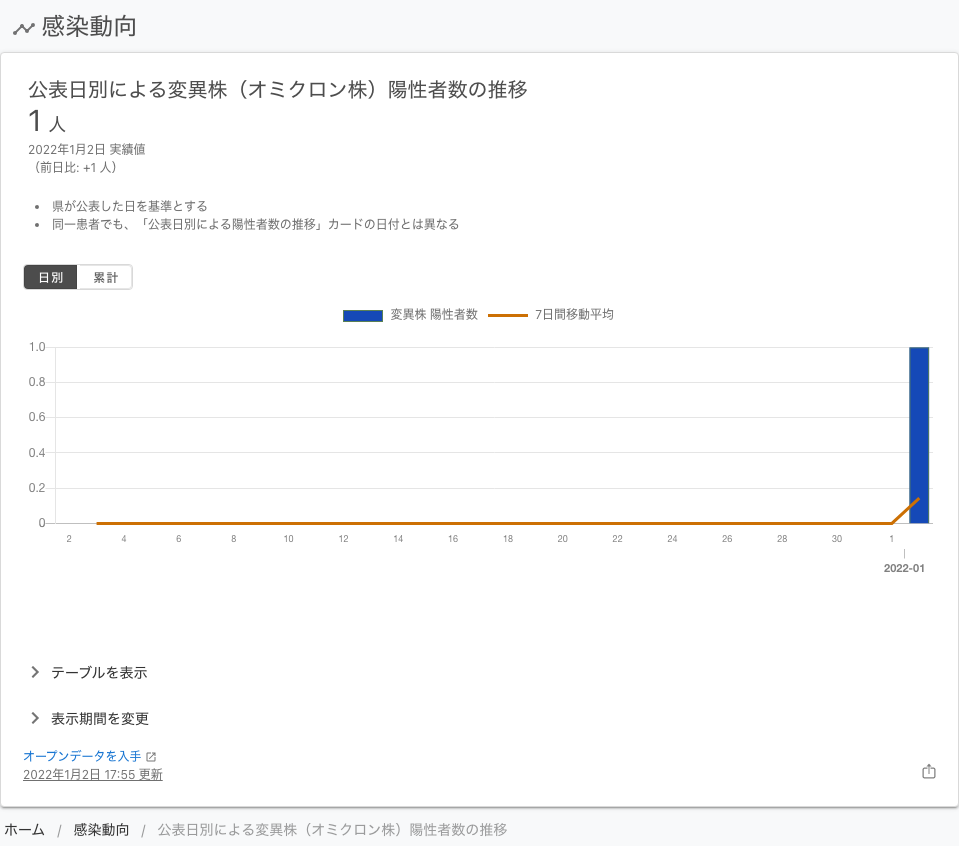 感染動向
公表日別による変異株（オミクロン株）陽性者数の推移
1 人
2022年1月2日 実績値
（前日比: +1 人）
県が公表した日を基準とする
同一患者でも、「公表日別による陽性者数の推移」カードの日付とは異なる
日別 累計
変異株 陽性者数 7日間移動平均
1.0
0.8
0.6
0.4
0.2
0
2 4 6 8 10 12 14 16 18 20 22 24 26 28 30 1
2022-01
テーブルを表示
表示期間を変更
オープンデータを入手
2022年1月2日 17:55 更新
ホーム / 感染動向 / 公表日別による変異株（オミクロン株）陽性者数の推移